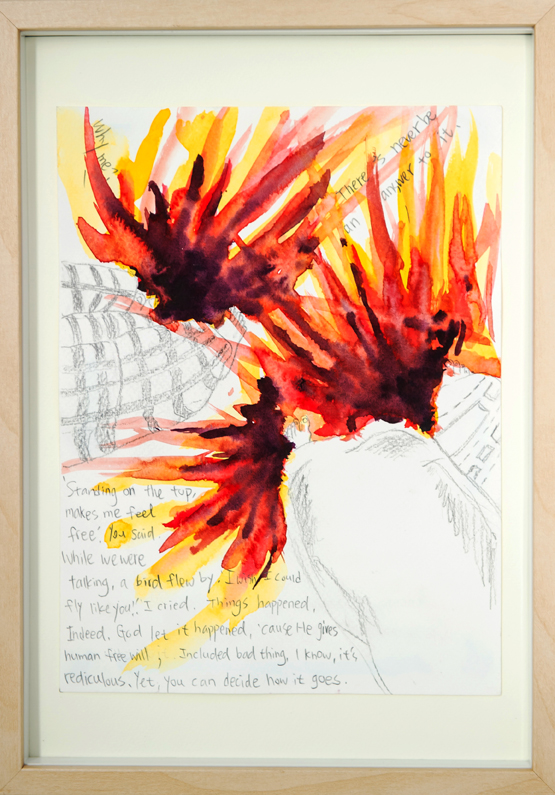 Why me?
There's never be
an answer to it.
'Standing on the tup,
makes me feel
free.' You said
While we were
talking, a bird flew by. I wish I could
fly like you!' I cried. Things happened,
Indeed. God let it happened, 'cause He gives
human free will ; Included bad thing, I know, it's
rediculous. Yet, you can decide how it goes.